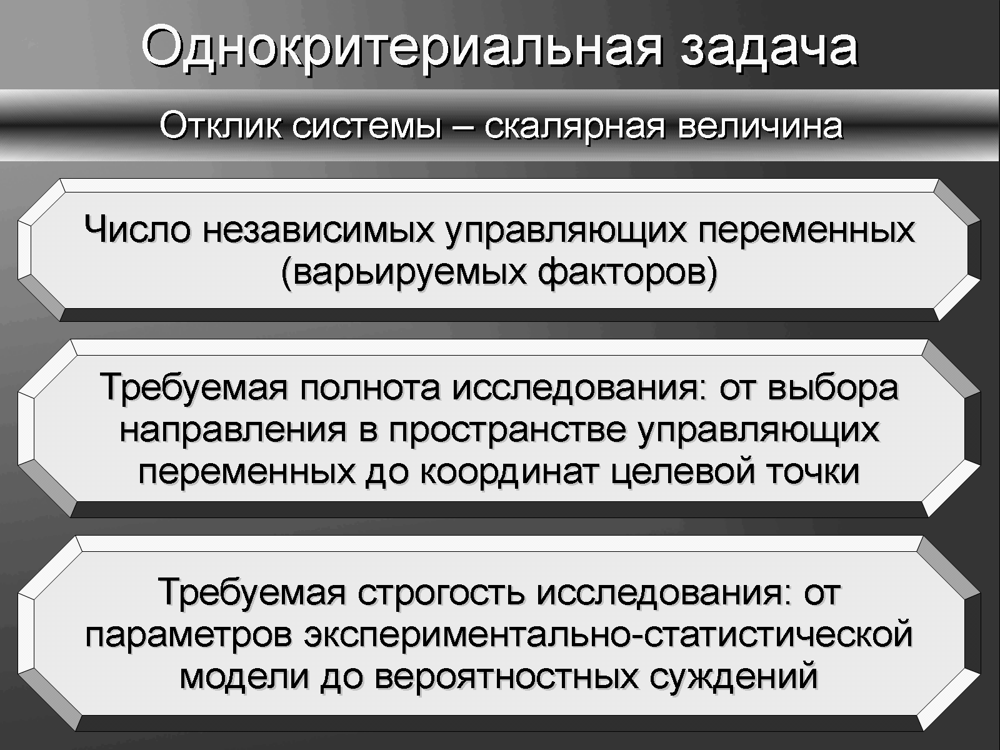 Однокритериальная задача
Отклик системы – скалярная величина
Число независимых управляющих переменных
(варьируемых факторов)
Требуемая полнота исследования: от выбора
направления в пространстве управляющих
переменных до координат целевой точки
Требуемая строгость исследования: от
параметров экспериментально-статистической
модели до вероятностных суждений